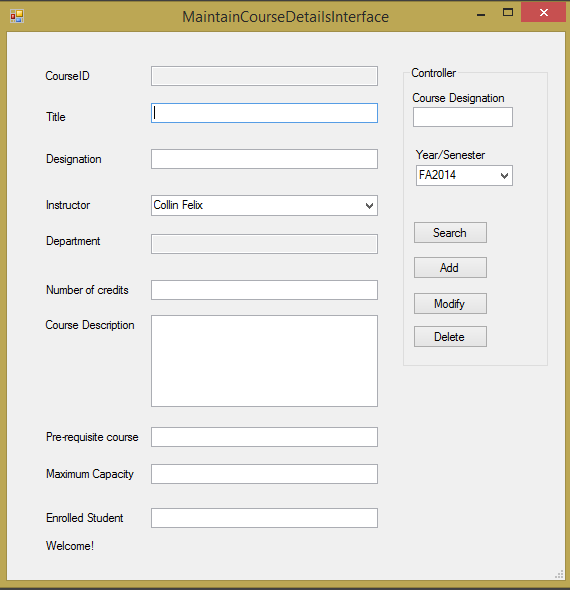 MaintainCourseDetailsInterface
CourseID
Title
Designation
Instructor
Collin Felix
Department
Number of credits
Course Description
Pre-requisite course
Maximum Capacity
Enrolled Student
Welcome!
Controller
Course Designation
Year/Senester
FA2014
Search
Add
Modify
Delete